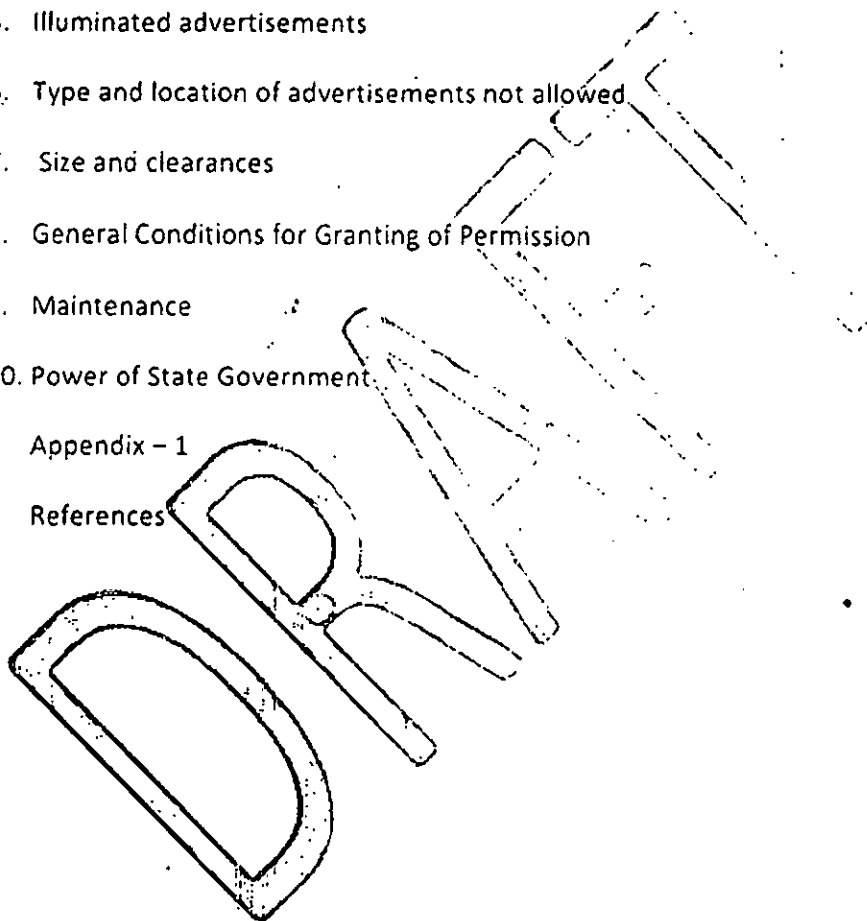 . Illuminated advertisements
. Type and location of advertisements not allowed
. Size and clearances
. General Conditions for Granting of Permission
. Maintenance
0. Power of State Government
Appendix – 1
References
DRAFT